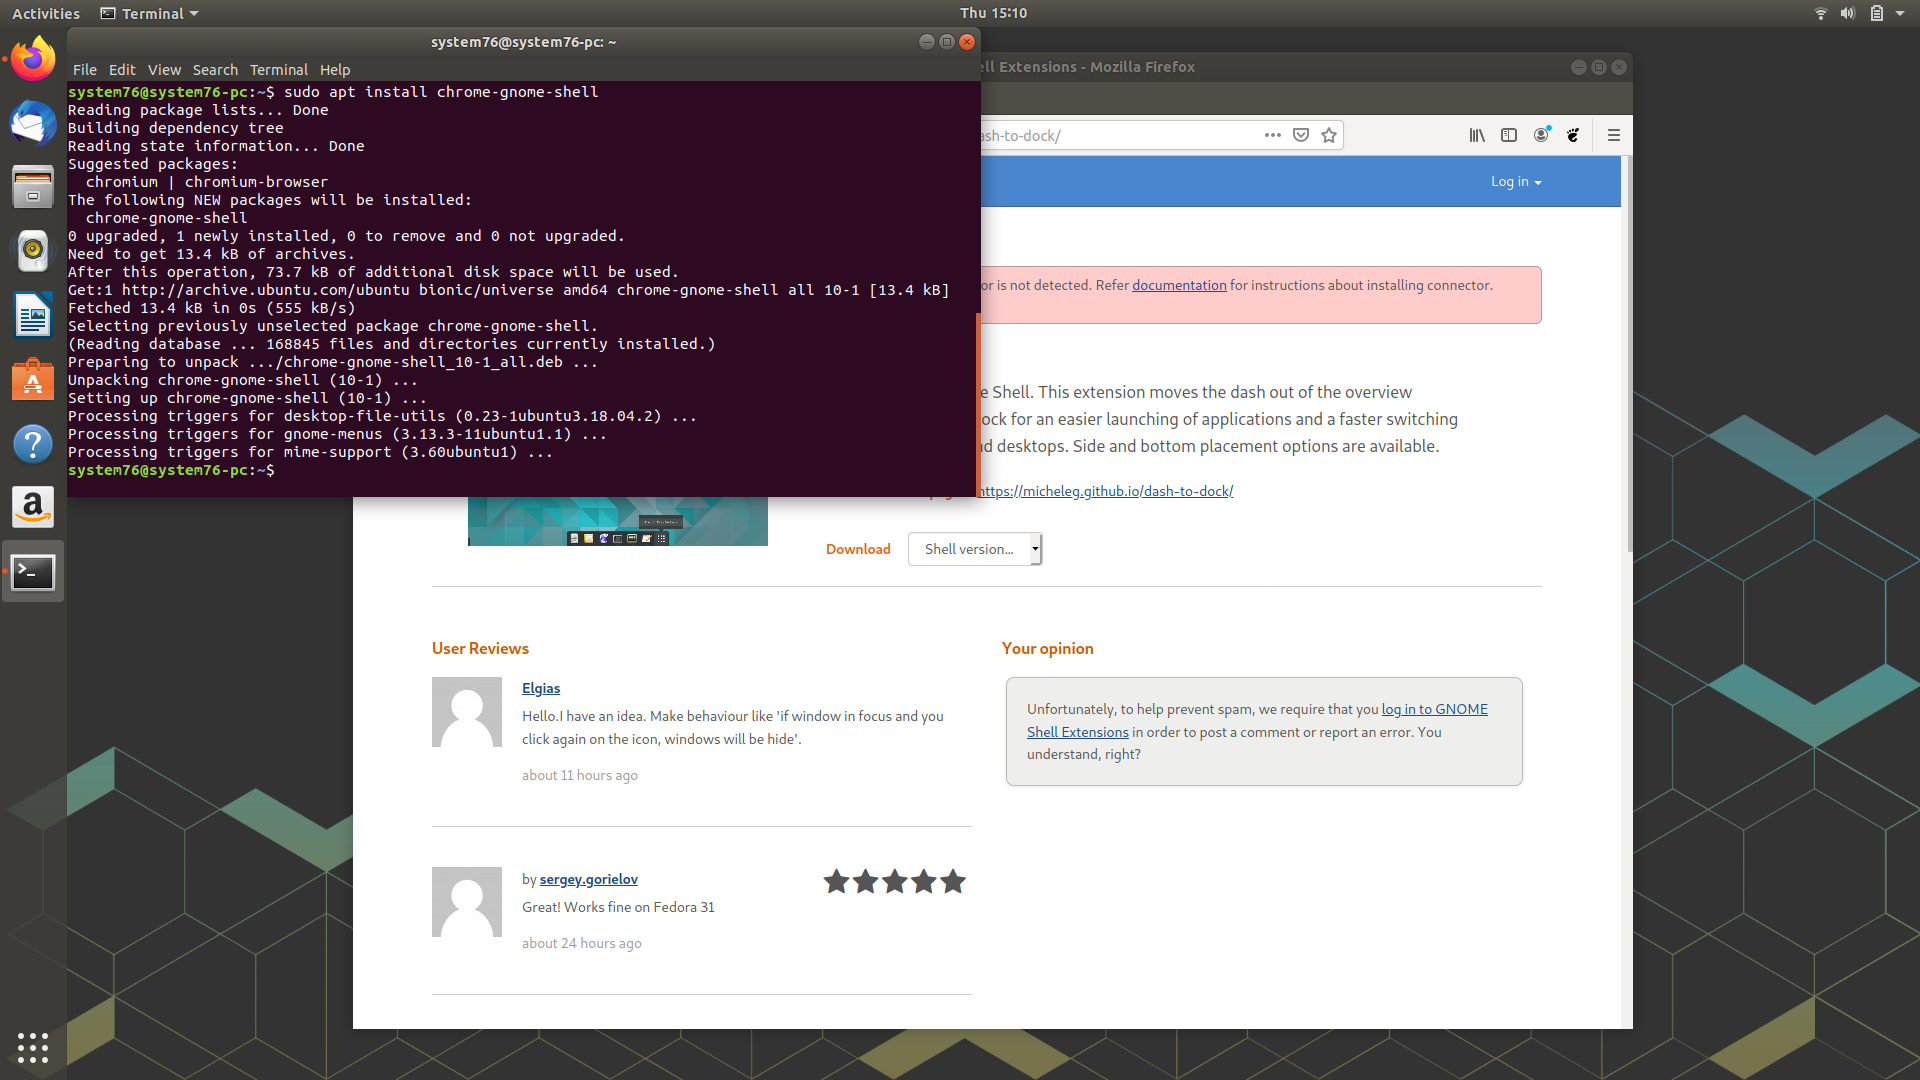 Activities
Terminal
Thu 15:10
system76@system76-pc: ~
File Edit View Search Terminal Help
system76@system76-pc:~$ sudo apt install chrome-gnome-shell
Reading package lists... Done
Building dependency tree
Reading state information... Done
Suggested packages:
chromium | chromium-browser
The following NEW packages will be installed:
chrome-gnome-shell
0 upgraded, 1 newly installed, 0 to remove and 0 not upgraded.
Need to get 13.4 kB of archives.
After this operation, 73.7 kB of additional disk space will be used.
Get:1 http://archive.ubuntu.com/ubuntu bionic/universe amd64 chrome-gnome-shell all 10-1 [13.4 kB]
Fetched 13.4 kB in 0s (555 kB/s)
Selecting previously unselected package chrome-gnome-shell.
(Reading database ... 168845 files and directories currently installed.)
Preparing to unpack .../chrome-gnome-shell_10-1_all.deb ...
Unpacking chrome-gnome-shell (10-1) ...
Setting up chrome-gnome-shell (10-1) ...
Processing triggers for desktop-file-utils (0.23-1ubuntu3.18.04.2) ...
Processing triggers for gnome-menus (3.13.3-11ubuntu1.1) ...
Processing triggers for mime-support (3.60ubuntu1) ...
system76@system76-pc:~$
ell Extensions - Mozilla Firefox
ash-to-dock/
Log in
or is not detected. Refer documentation for instructions about installing connector.
e Shell. This extension moves the dash out of the overview
ock for an easier launching of applications and a faster switching
nd desktops. Side and bottom placement options are available.
https://micheleg.github.io/dash-to-dock/
Download
Shell version...
User Reviews
Elgias
Hello.I have an idea. Make behaviour like 'if window in focus and you
click again on the icon, windows will be hide'.
about 11 hours ago
by sergey.gorielov
Great! Works fine on Fedora 31
about 24 hours ago
Your opinion
Unfortunately, to help prevent spam, we require that you log in to GNOME
Shell Extensions in order to post a comment or report an error. You
understand, right?